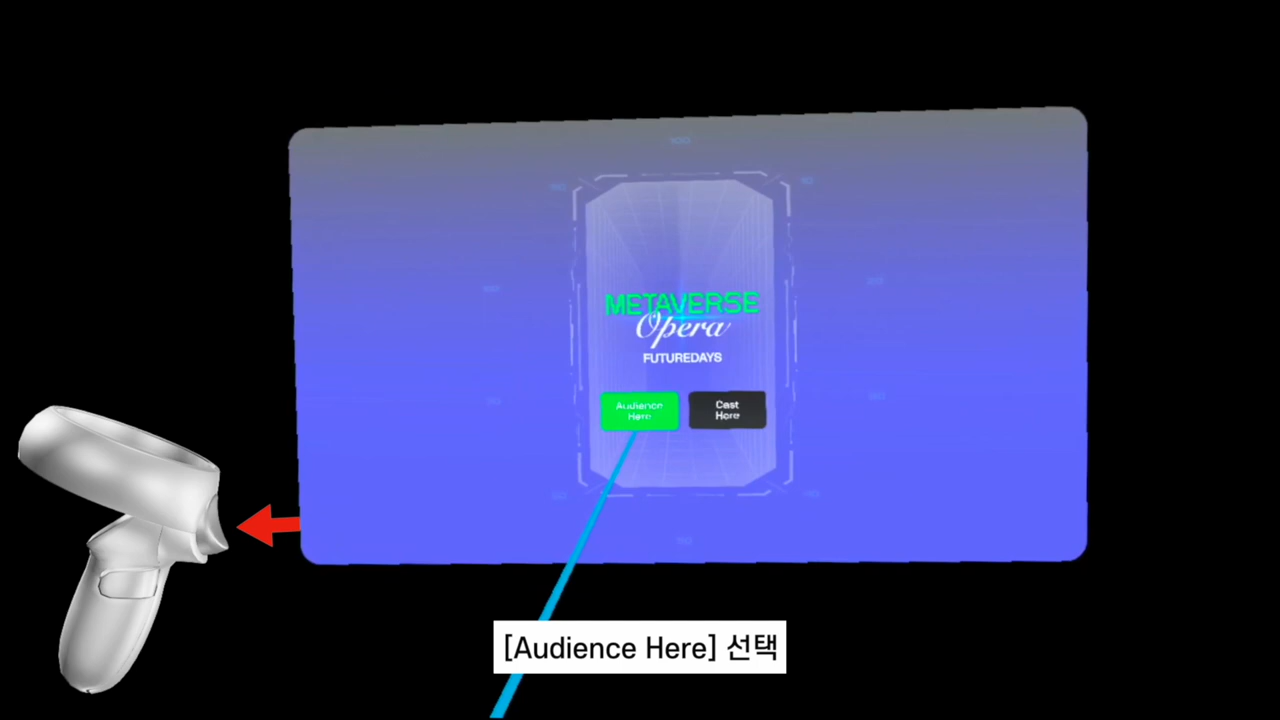 METAVERSE
Opera
FUTUREDAYS
Audience
Here
Cast
Here
[Audience Here] 선택